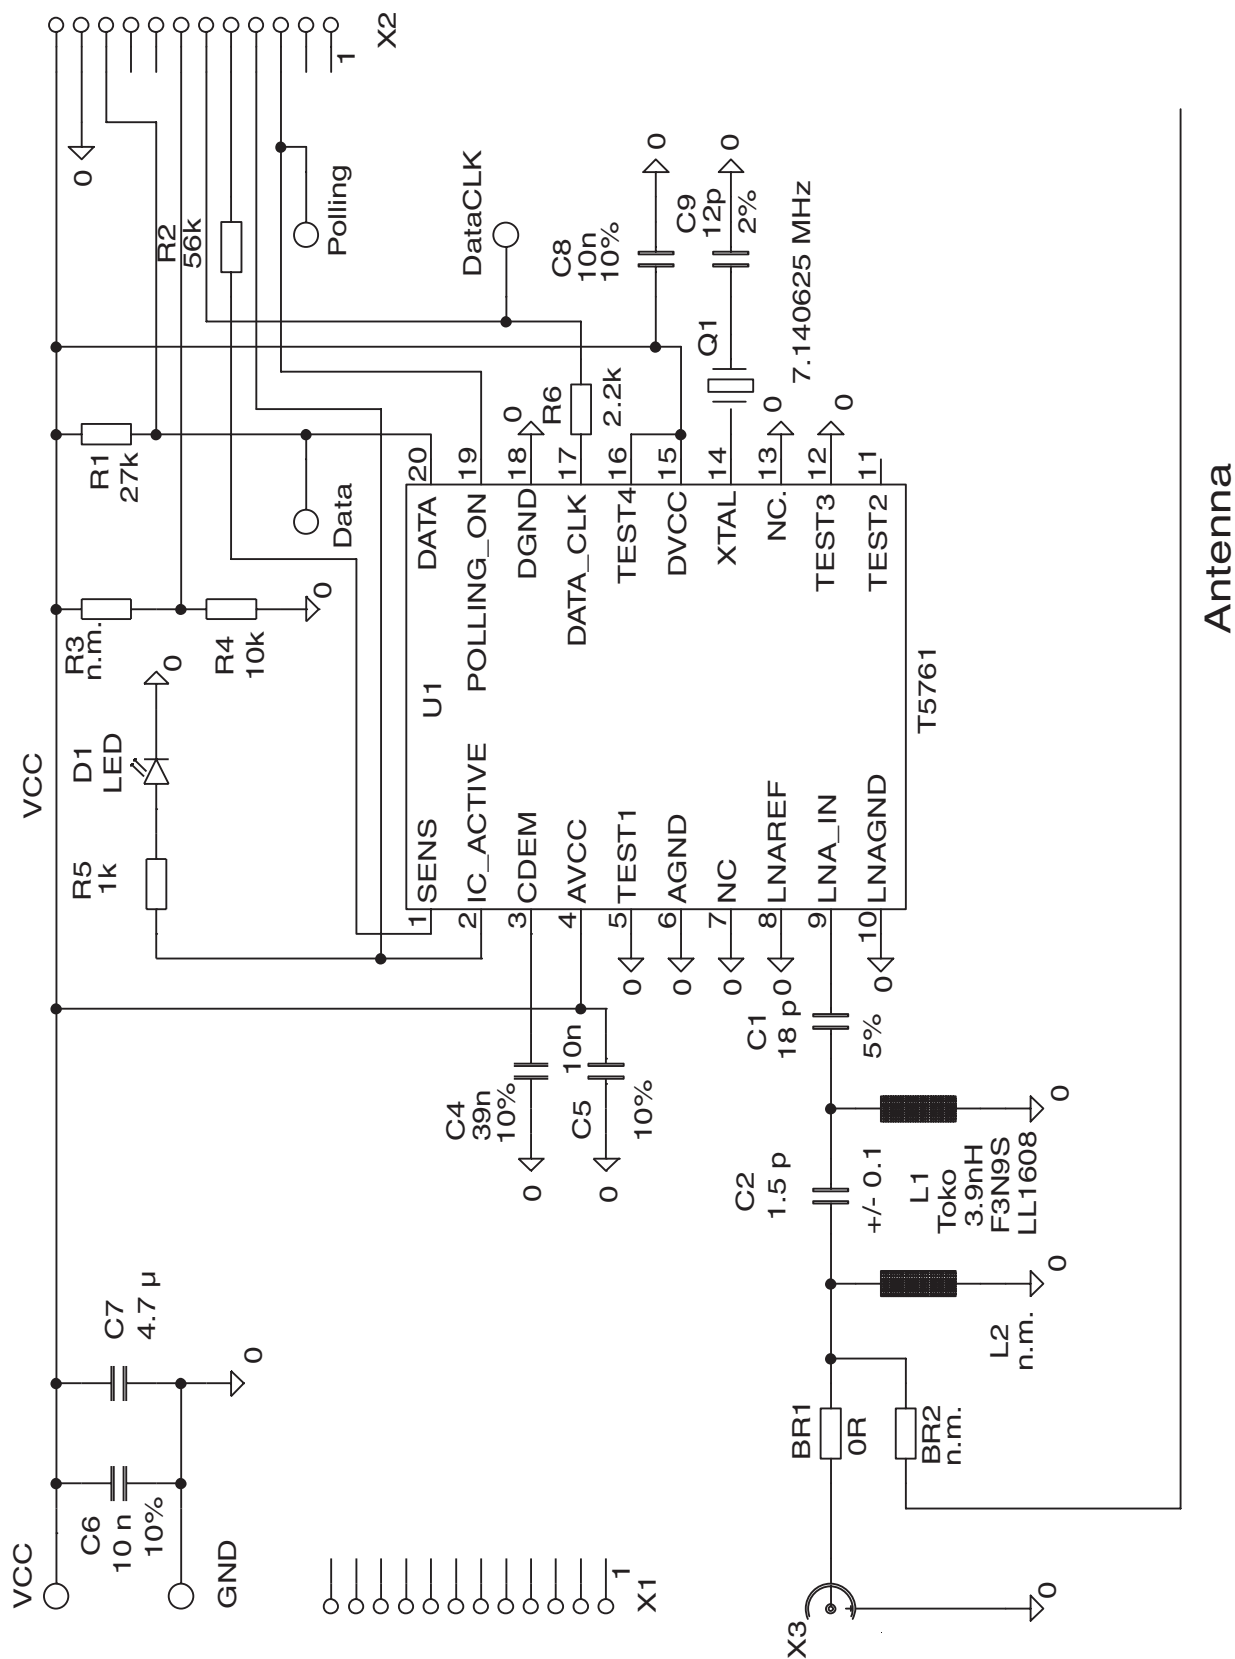 VCC
C6
10 n
10%
GND
C7
4.7 µ
0
X1
1
X3
0
BR1
0R
BR2
n.m.
L2
n.m.
0
C2
1.5 p
+/- 0.1
L1
Toko
3.9nH
F3N9S
LL1608
0
C1
18 p
5%
C4
39n
10%
0
C5
10n
10%
0
VCC
R5
1k
D1
LED
0
R3
n.m.
R4
10k
0
R1
27k
Data
R2
56k
0
Polling
DataCLK
X2
1
U1
T5761
1
SENS
2
IC_ACTIVE
3
CDEM
4
AVCC
5
TEST1
0
6
AGND
0
7
NC
0
8
LNAREF
0
9
LNA_IN
10
LNAGND
0
20
DATA
19
POLLING_ON
18
DGND
0
17
DATA_CLK
16
TEST4
15
DVCC
14
XTAL
13
NC.
0
12
TEST3
0
11
TEST2
R6
2.2k
C8
10n
10%
0
C9
12p
2%
0
Q1
7.140625 MHz
Antenna